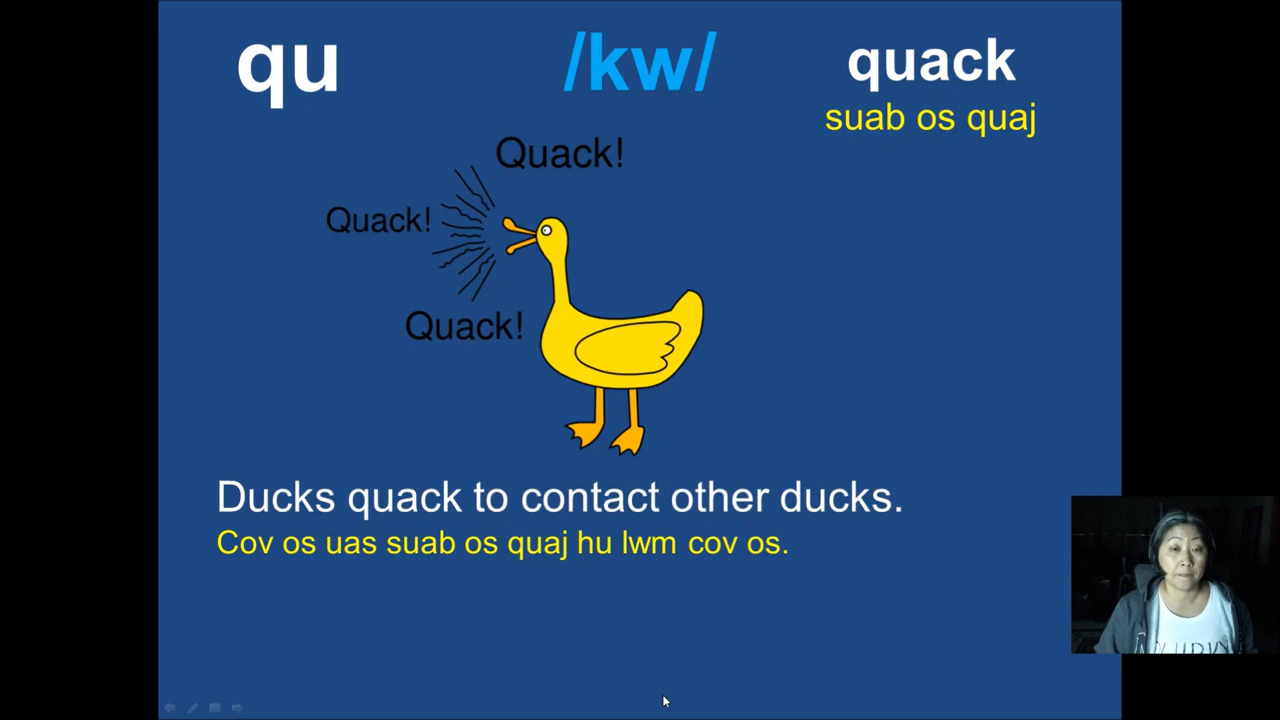 qu /kw/ quack
suab os quaj
Quack!
Quack!
Quack!
Ducks quack to contact other ducks.
Cov os uas suab os quaj hu lwm cov os.